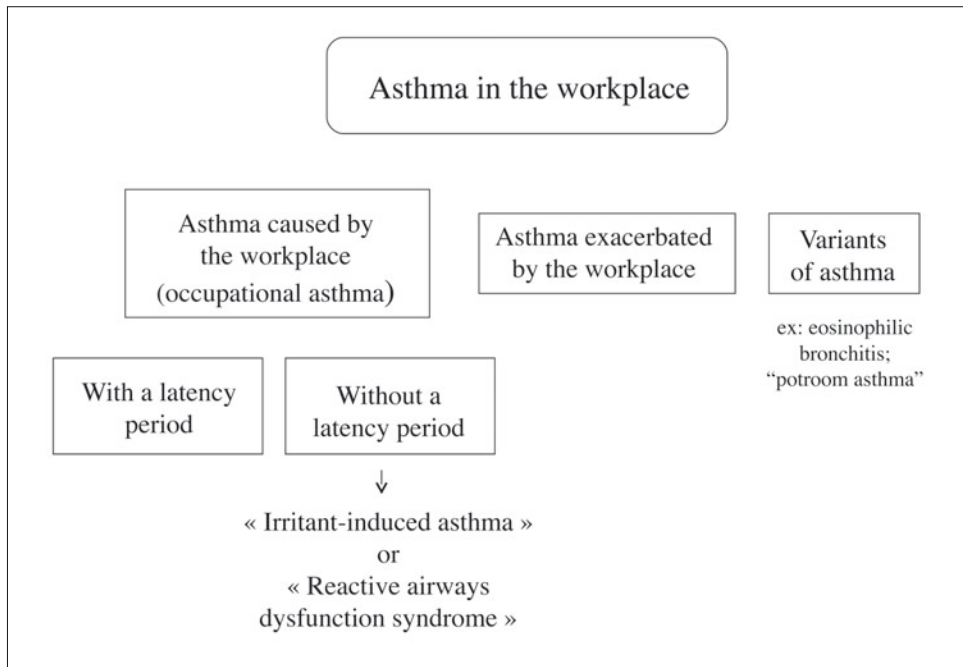 Asthma in the workplace
Asthma caused by
the workplace
(occupational asthma)
Asthma exacerbated
by the workplace
Variants
of asthma
ex: eosinophilic
bronchitis;
“potroom asthma”
With a latency
period
Without a
latency period
« Irritant-induced asthma »
or
« Reactive airways
dysfunction syndrome »